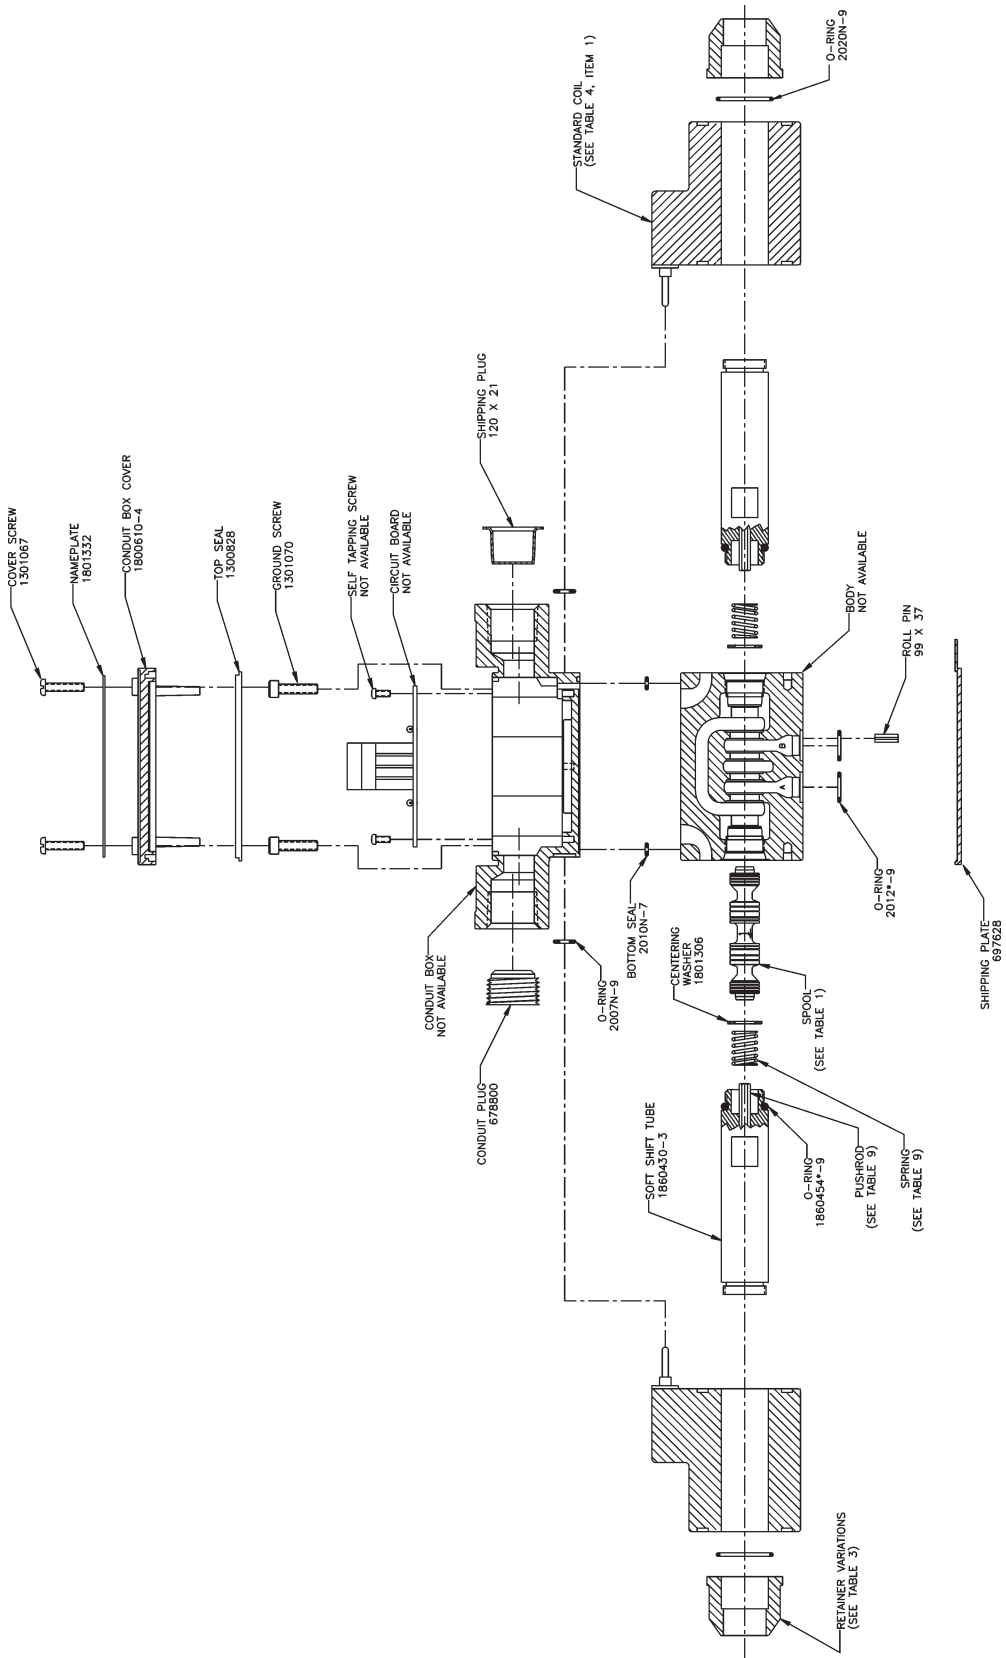 COVER SCREW
1301067
NAMEPLATE
1801332
CONDUIT BOX COVER
1800610-4
TOP SEAL
1300828
GROUND SCREW
1301070
SELF TAPPING SCREW
NOT AVAILABLE
CIRCUIT BOARD
NOT AVAILABLE
SHIPPING PLUG
120 X 21
STANDARD COIL
(SEE TABLE 4, ITEM 1)
O-RING
2020N-9
CONDUIT BOX
NOT AVAILABLE
CONDUIT PLUG
678800
O-RING
2007N-9
BOTTOM SEAL
2010N-7
CENTERING
WASHER
1801306
SOFT SHIFT TUBE
1860430-3
BODY
NOT AVAILABLE
A
B
ROLL PIN
99 X 37
O-RING
2012*-9
SPOOL
(SEE TABLE 1)
O-RING
1860454*-9
PUSHROD
(SEE TABLE 9)
SPRING
(SEE TABLE 9)
SHIPPING PLATE
697628
RETAINER VARIATIONS
(SEE TABLE 3)